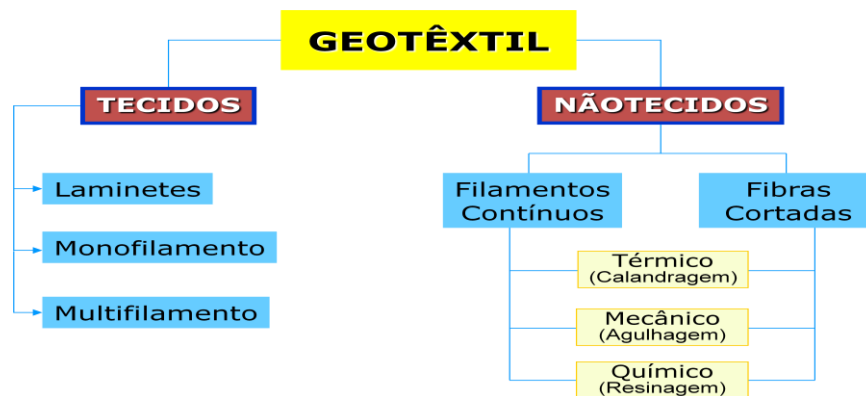 GEOTÊXTIL
TECIDOS
NÃOTECIDOS
Laminetes
Monofilamento
Multifilamento
Filamentos
Contínuos
Fibras
Cortadas
Térmico
(Calandragem)
Mecânico
(Agulhagem)
Químico
(Resinagem)